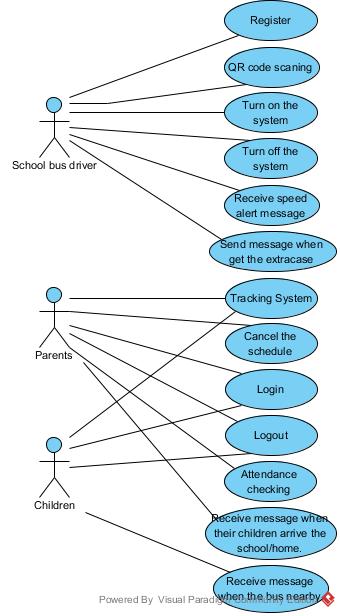 Register
QR code scaning
Turn on the
system
School bus driver
Turn off the
system
Receive speed
alert message
Send message when
get the extracase
Tracking System
Cancel the
schedule
Parents
Login
Logout
Attendance
checking
Children
Receive message when
their children arrive the
school/home.
Receive message
when the bus nearby
Powered By Visual Paradigm Community Edition